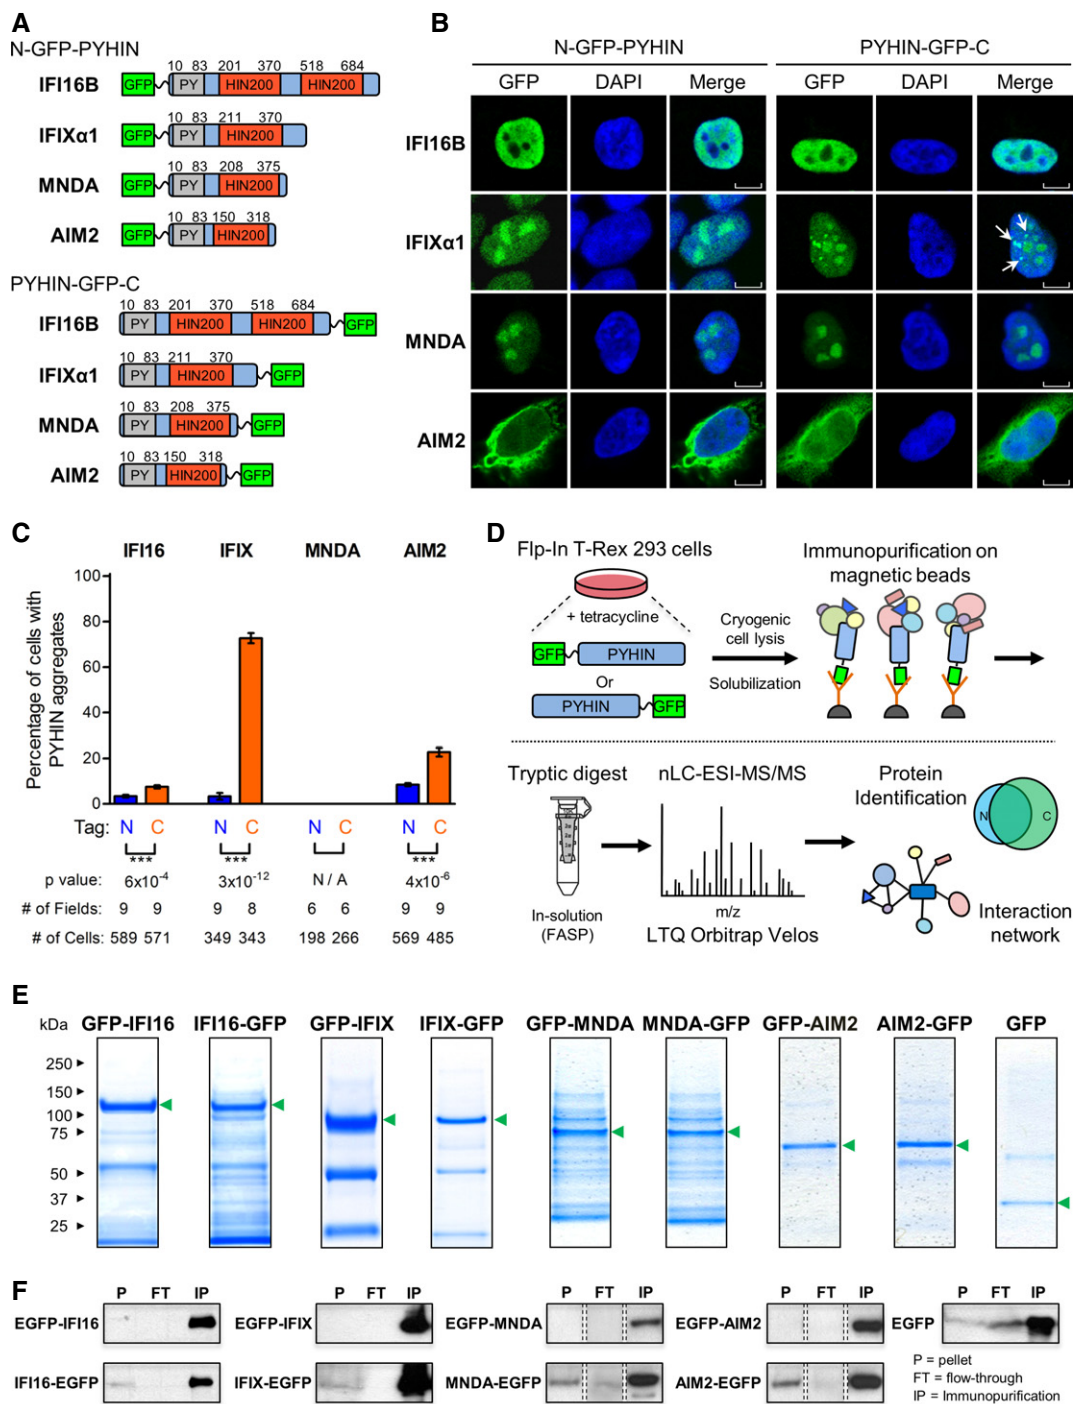 A
N-GFP-PYHIN
10 83 201 370 518 684
IFI16B GFP PY HIN200 HIN200
10 83 211 370
IFIXα1 GFP PY HIN200
10 83 208 375
MNDA GFP PY HIN200
10 83 150 318
AIM2 GFP PY HIN200
PYHIN-GFP-C
10 83 201 370 518 684
IFI16B PY HIN200 HIN200 GFP
10 83 211 370
IFIXα1 PY HIN200 GFP
10 83 208 375
MNDA PY HIN200 GFP
10 83 150 318
AIM2 PY HIN200 GFP
B
N-GFP-PYHIN PYHIN-GFP-C
GFP DAPI Merge GFP DAPI Merge
IFI16B
IFIXα1
MNDA
AIM2
C
IFI16 IFIX MNDA AIM2
Percentage of cells with
PYHIN aggregates
100
80
60
40
20
0
Tag: N C N C N C N C
*** *** ***
p value: 6x10-4 3x10-12 N / A 4x10-6
# of Fields: 9 9 9 8 6 6 9 9
# of Cells: 589 571 349 343 198 266 569 485
D
Flp-In T-Rex 293 cells
+ tetracycline
GFP PYHIN
Or
PYHIN GFP
Cryogenic
cell lysis
Solubilization
Immunopurification on
magnetic beads
Tryptic digest
In-solution
(FASP)
nLC-ESI-MS/MS
m/z
LTQ Orbitrap Velos
Protein
Identification
N C
Interaction
network
E
kDa GFP-IFI16 IFI16-GFP GFP-IFIX IFIX-GFP GFP-MNDA MNDA-GFP GFP-AIM2 AIM2-GFP GFP
250
150
100
75
50
37
25
F
P FT IP P FT IP P FT IP P FT IP P FT IP
EGFP-IFI16 EGFP-IFIX EGFP-MNDA EGFP-AIM2 EGFP
IFI16-EGFP IFIX-EGFP MNDA-EGFP AIM2-EGFP
P = pellet
FT = flow-through
IP = Immunopurification